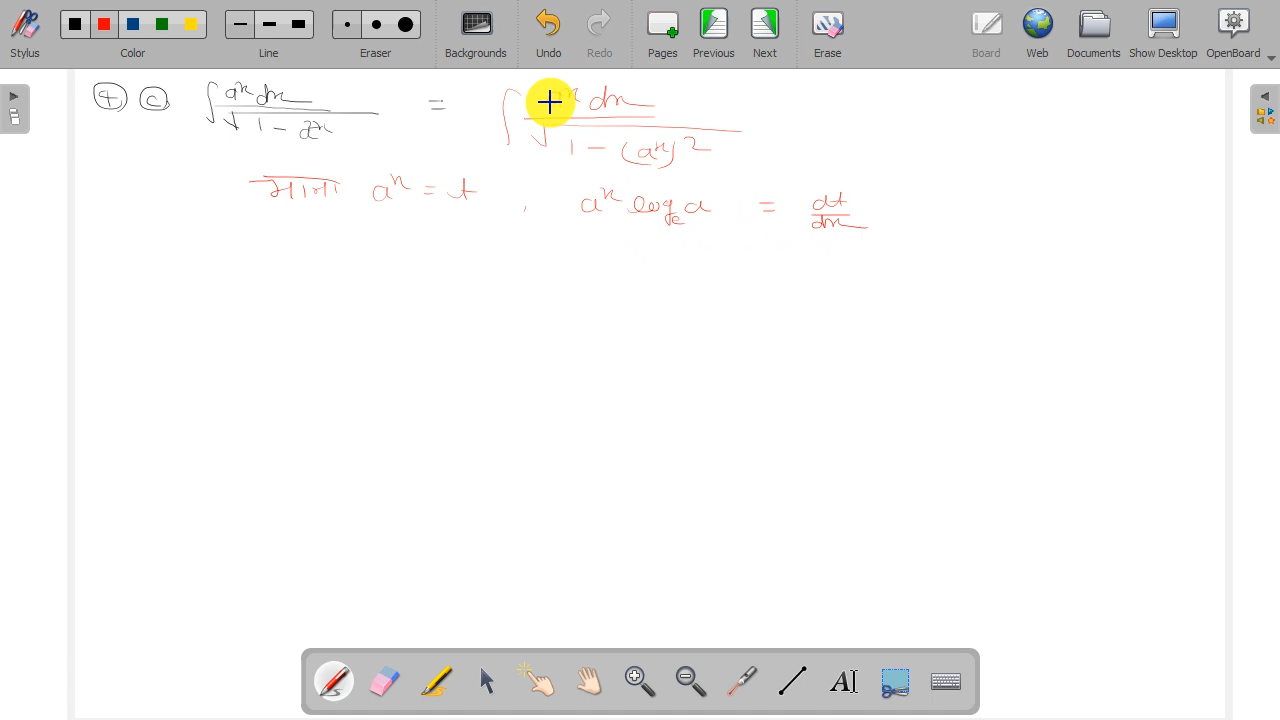 Stylus Color Line Eraser Backgrounds Undo Redo Pages Previous Next Erase Board Web Documents Show Desktop OpenBoard
④ ⓒ ∫ aˣ dx / √(1 - a²ˣ) = ∫ aˣ dx / √(1 - (aˣ)²)
माना aˣ = t , aˣ logₑ a = dt/dx
AI